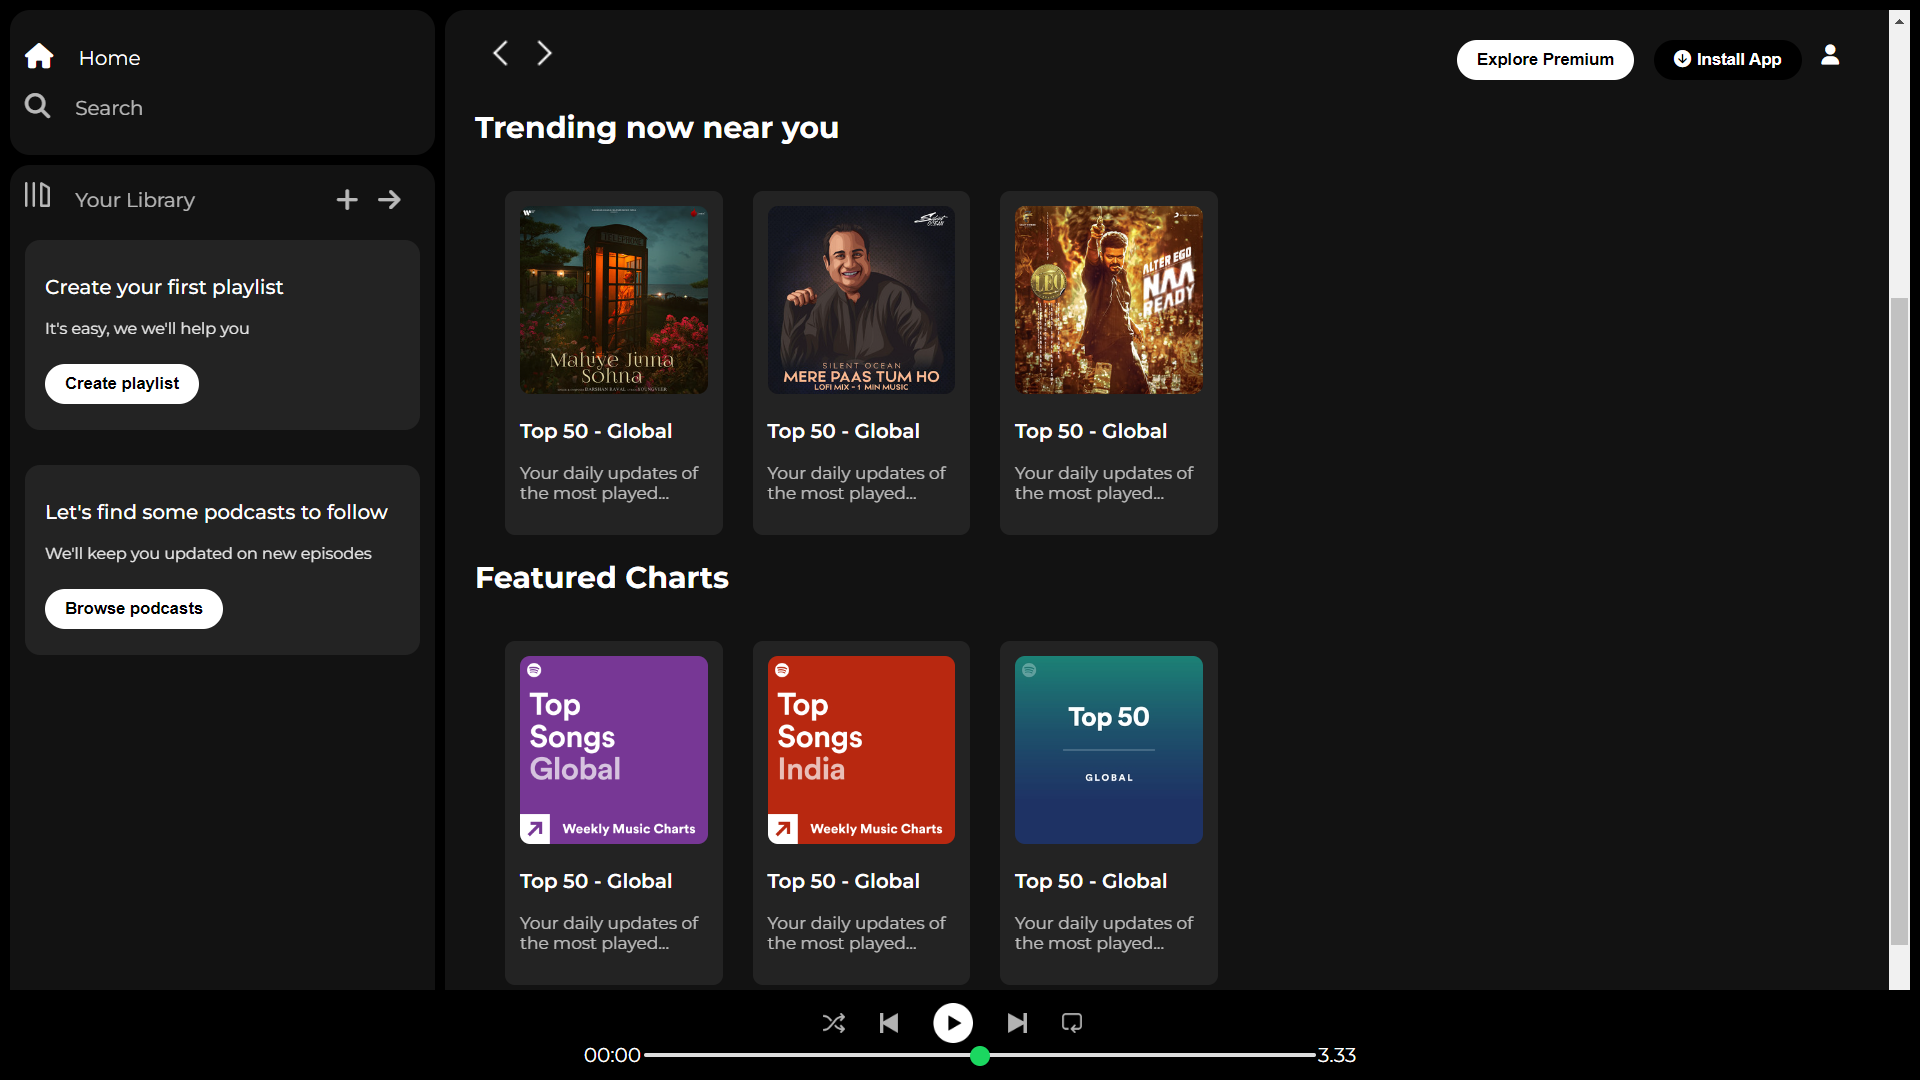 Home
Search
Your Library
Create your first playlist
It's easy, we we'll help you
Create playlist
Let's find some podcasts to follow
We'll keep you updated on new episodes
Browse podcasts
Explore Premium
Install App
Trending now near you
TELEPHONE
Mahiye Jinna
Sohna
DARSHAN RAVAL
Top 50 - Global
Your daily updates of
the most played...
Silent
OCEAN
SILENT OCEAN
MERE PAAS TUM HO
LOFI MIX - 1 MIN MUSIC
Top 50 - Global
Your daily updates of
the most played...
LEO
ALTER EGO
NAA
READY
Top 50 - Global
Your daily updates of
the most played...
Featured Charts
Top
Songs
Global
Weekly Music Charts
Top 50 - Global
Your daily updates of
the most played...
Top
Songs
India
Weekly Music Charts
Top 50 - Global
Your daily updates of
the most played...
Top 50
GLOBAL
Top 50 - Global
Your daily updates of
the most played...
00:00
3.33